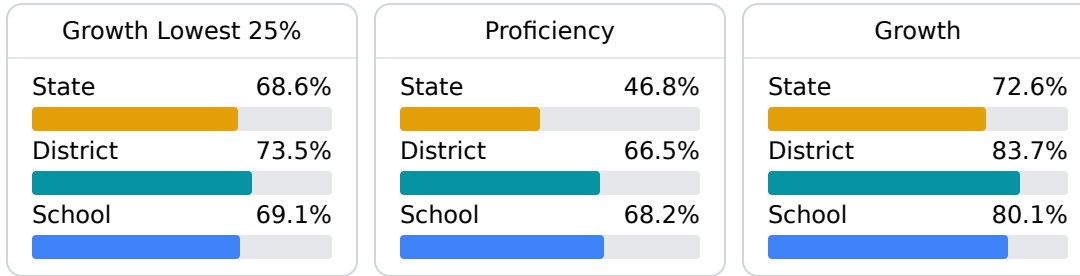 Growth Lowest 25%
State 68.6%
District 73.5%
School 69.1%
Proficiency
State 46.8%
District 66.5%
School 68.2%
Growth
State 72.6%
District 83.7%
School 80.1%